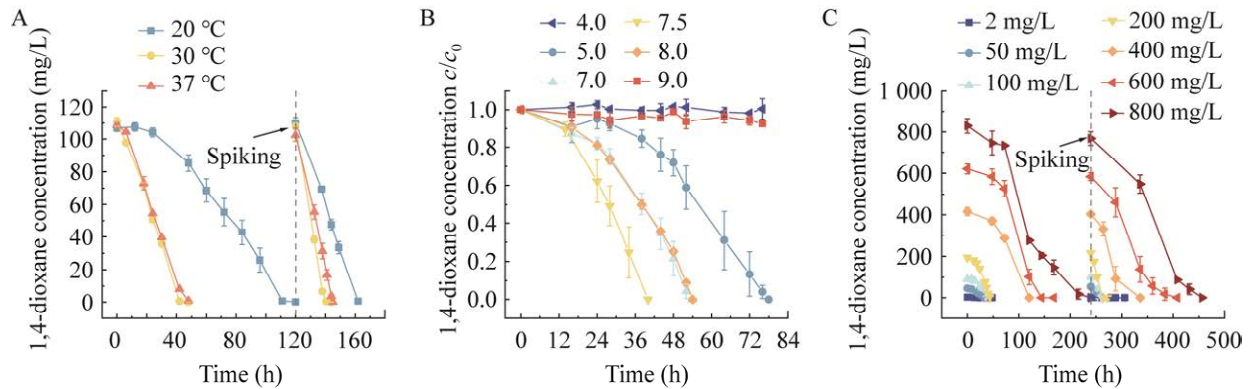 A
20 °C
30 °C
37 °C
1,4-dioxane concentration (mg/L)
120
100
80
60
40
20
0
Spiking
0 40 80 120 160
Time (h)
B
4.0 7.5
5.0 8.0
7.0 9.0
1,4-dioxane concentration c/c0
1.0
0.8
0.6
0.4
0.2
0.0
0 12 24 36 48 60 72 84
Time (h)
C
2 mg/L 200 mg/L
50 mg/L 400 mg/L
100 mg/L 600 mg/L
800 mg/L
1,4-dioxane concentration (mg/L)
1 000
800
600
400
200
0
Spiking
0 100 200 300 400 500
Time (h)